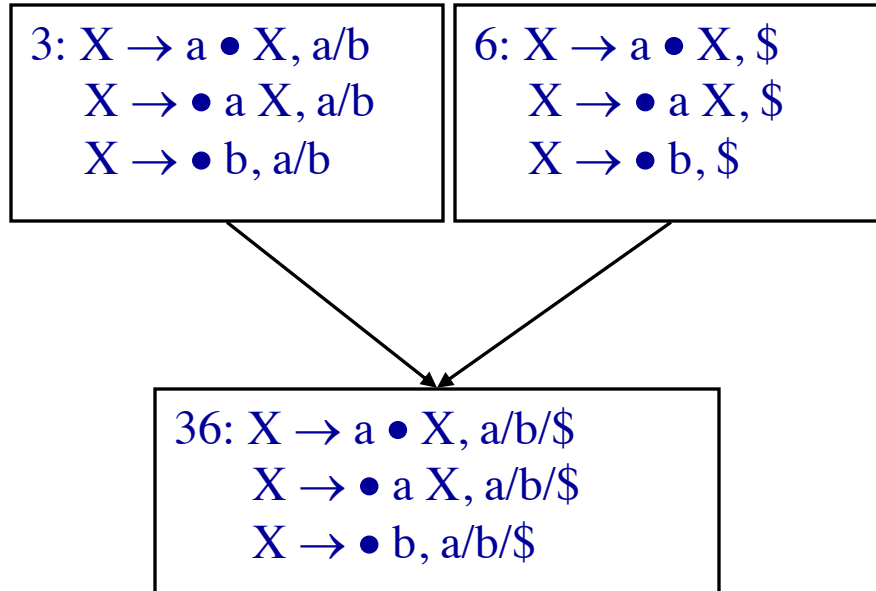 3: X → a • X, a/b
X → • a X, a/b
X → • b, a/b
6: X → a • X, $
X → • a X, $
X → • b, $
36: X → a • X, a/b/$
X → • a X, a/b/$
X → • b, a/b/$